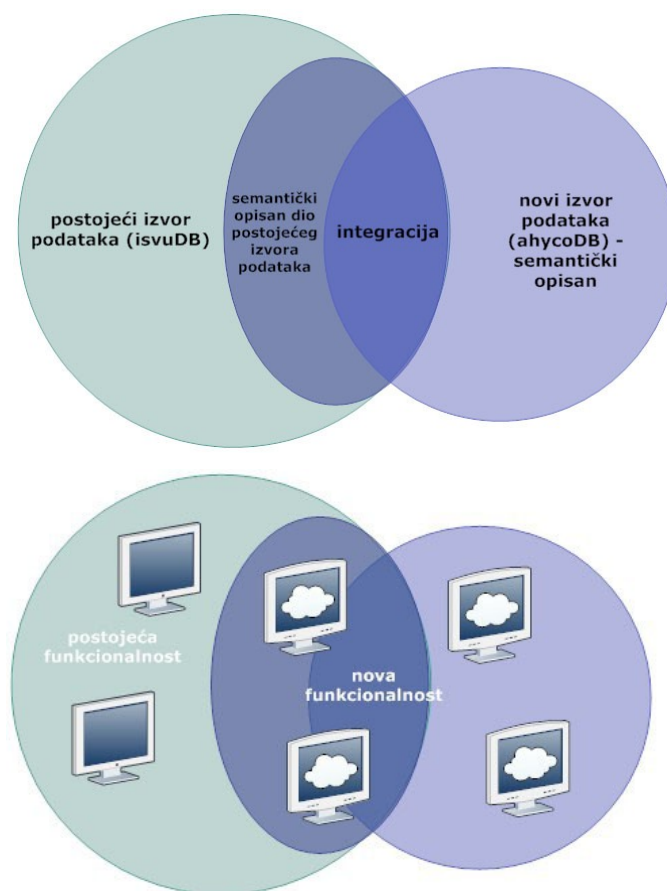 postojeći izvor
podataka (isvuDB)
semantički
opisan dio
postojećeg
izvora
podataka
integracija
novi izvor
podataka
(ahycoDB) -
semantički
opisan
postojeća
funkcionalnost
nova
funkcionalnost